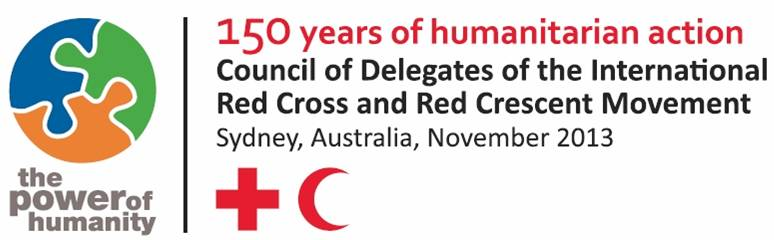 the
power of
humanity
150 years of humanitarian action
Council of Delegates of the International
Red Cross and Red Crescent Movement
Sydney, Australia, November 2013